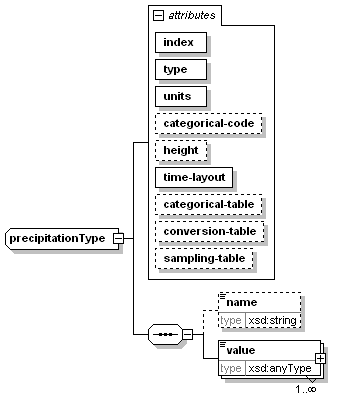 attributes
index
type
units
categorical-code
height
time-layout
categorical-table
conversion-table
sampling-table
precipitationType
name
type xsd:string
value
type xsd:anyType
1..∞